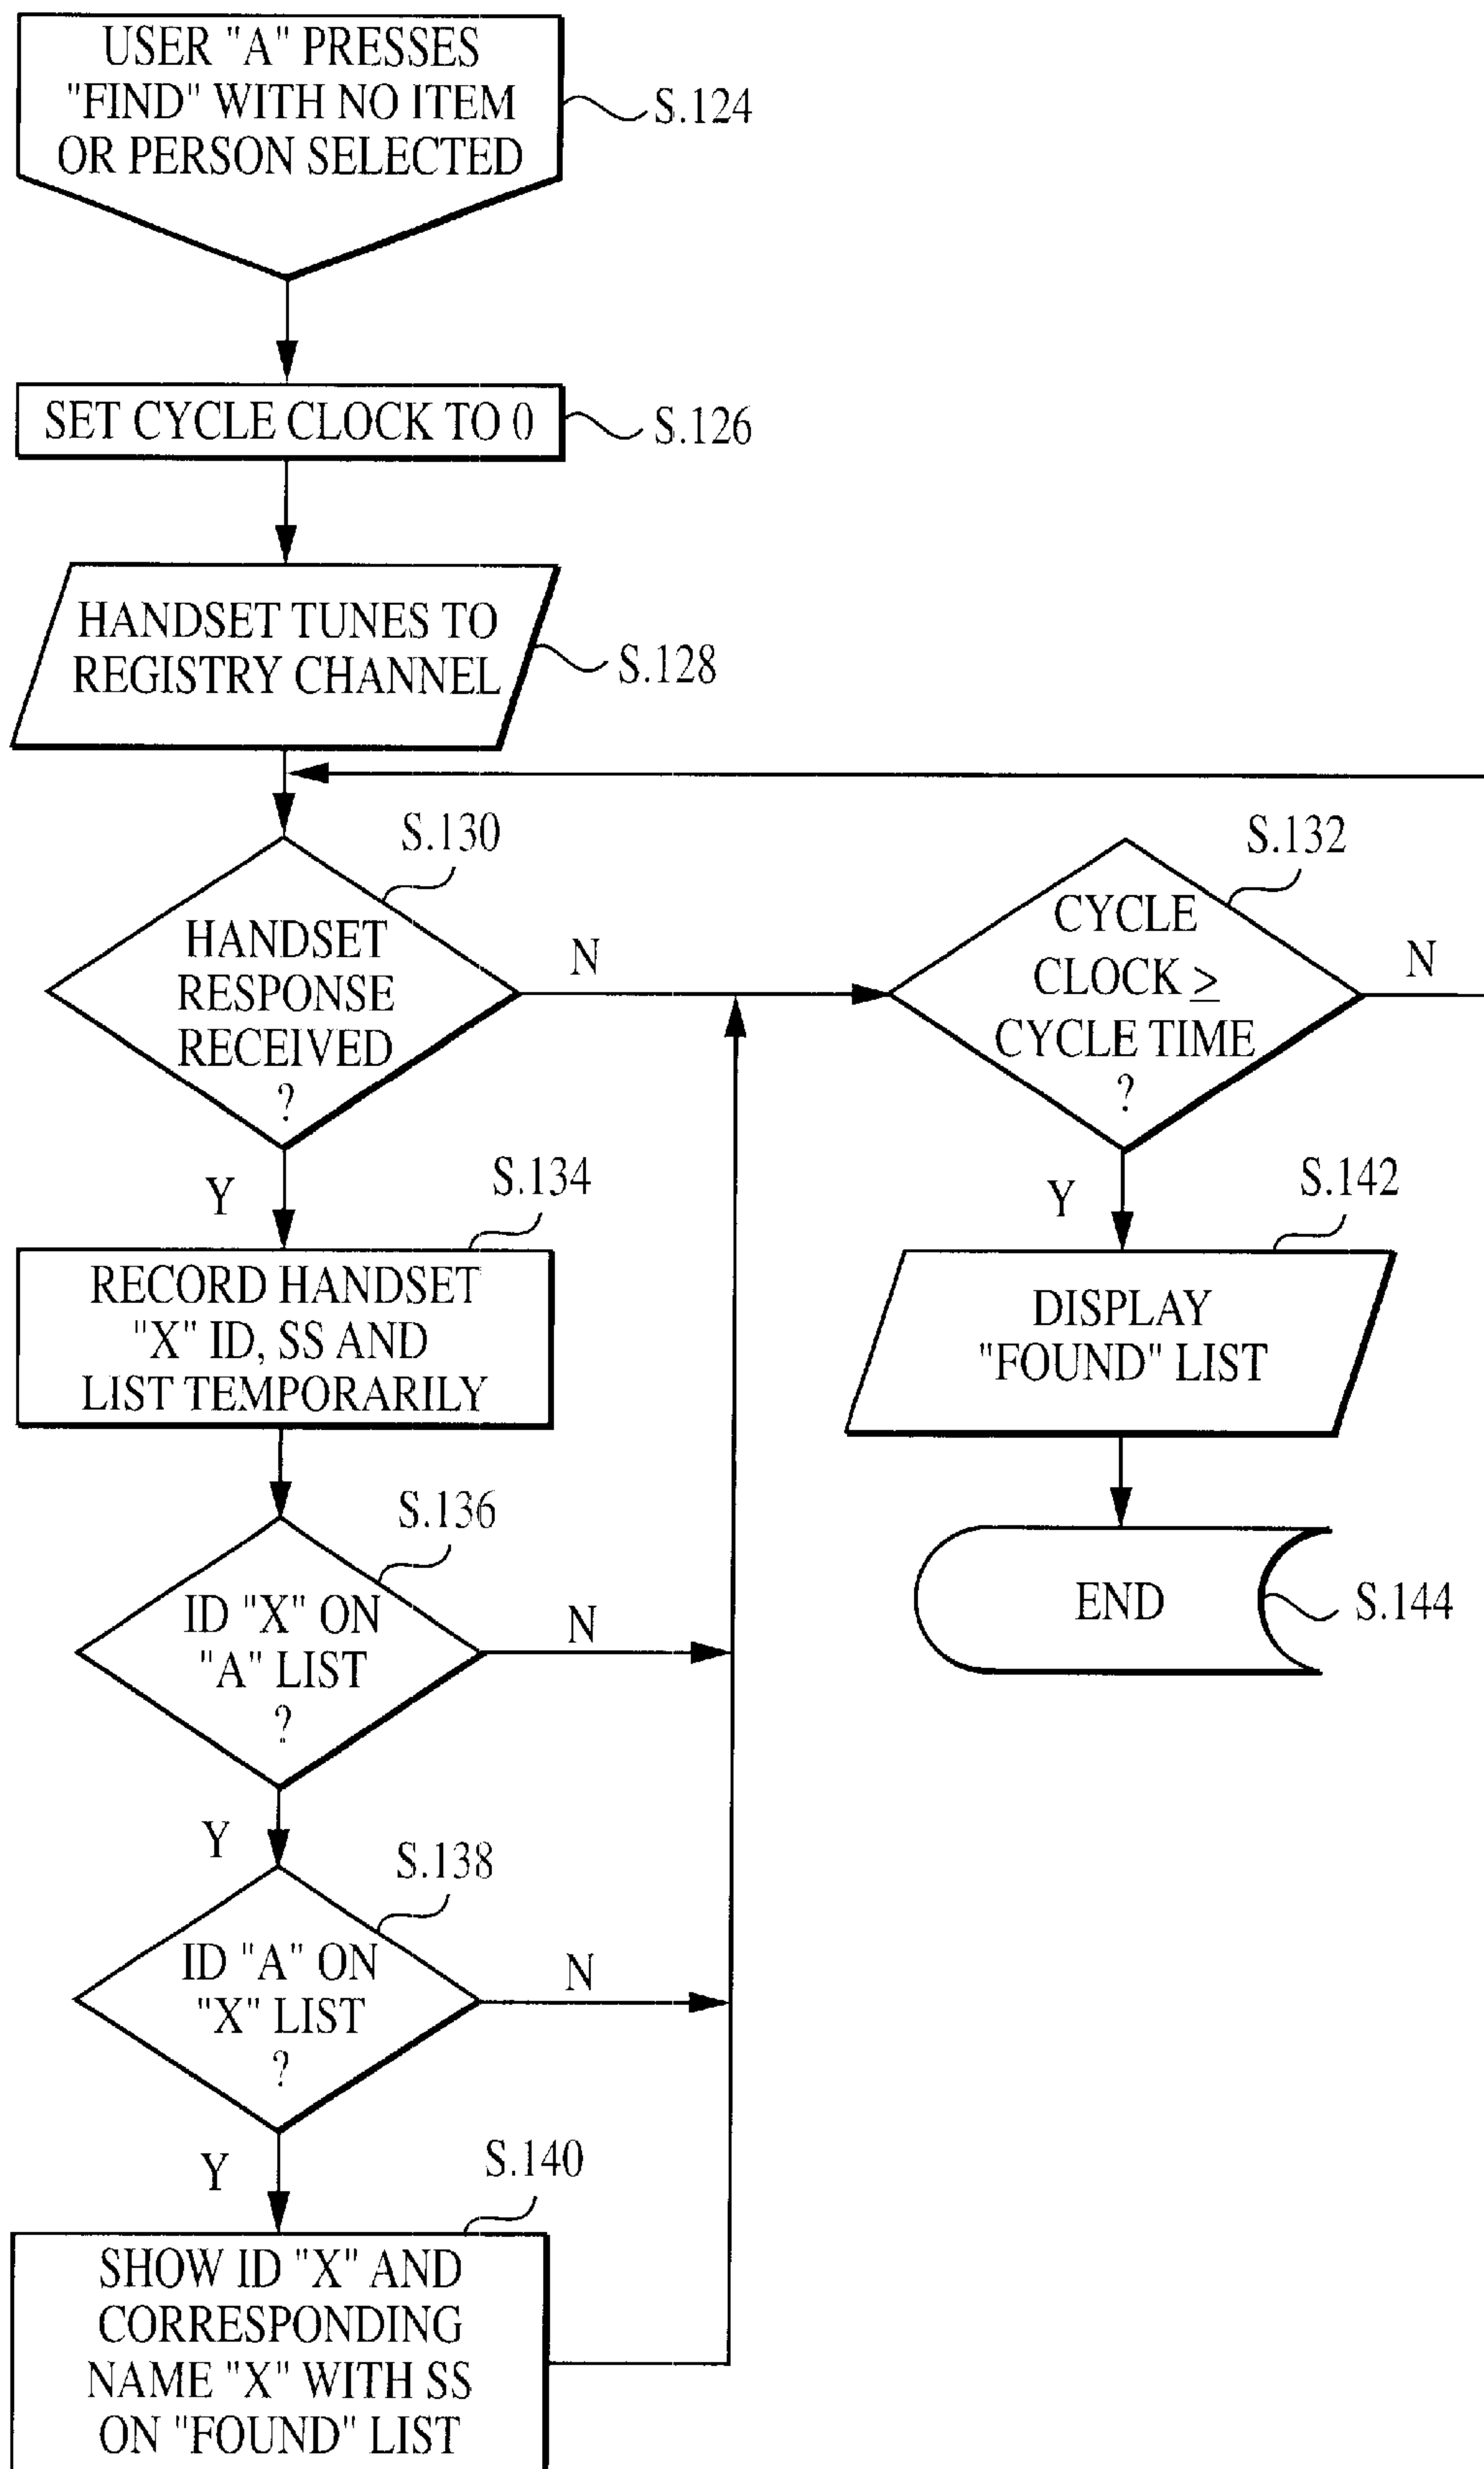 USER "A" PRESSES
"FIND" WITH NO ITEM
OR PERSON SELECTED
S.124
SET CYCLE CLOCK TO 0
S.126
HANDSET TUNES TO
REGISTRY CHANNEL
S.128
S.130
HANDSET
RESPONSE
RECEIVED
?
N
Y
S.132
CYCLE
CLOCK ≥
CYCLE TIME
?
N
Y
S.134
RECORD HANDSET
"X" ID, SS AND
LIST TEMPORARILY
S.142
DISPLAY
"FOUND" LIST
S.136
ID "X" ON
"A" LIST
?
N
Y
END
S.144
S.138
ID "A" ON
"X" LIST
?
N
Y
S.140
SHOW ID "X" AND
CORRESPONDING
NAME "X" WITH SS
ON "FOUND" LIST